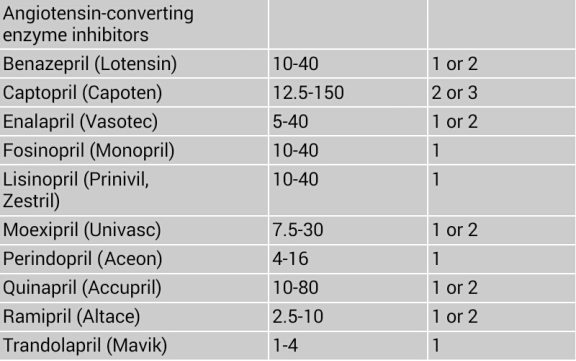 Angiotensin-converting
enzyme inhibitors
Benazepril (Lotensin) 10-40 1 or 2
Captopril (Capoten) 12.5-150 2 or 3
Enalapril (Vasotec) 5-40 1 or 2
Fosinopril (Monopril) 10-40 1
Lisinopril (Prinivil, 10-40 1
Zestril)
Moexipril (Univasc) 7.5-30 1 or 2
Perindopril (Aceon) 4-16 1
Quinapril (Accupril) 10-80 1 or 2
Ramipril (Altace) 2.5-10 1 or 2
Trandolapril (Mavik) 1-4 1